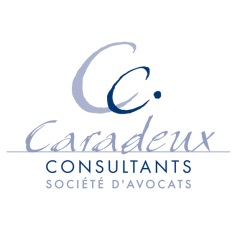 Cc.
Caradeux
CONSULTANTS
SOCIÉTÉ D'AVOCATS